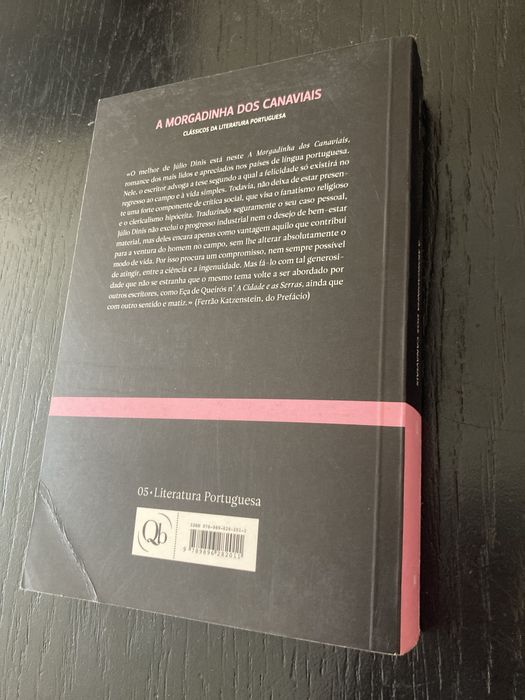 A MORGADINHA DOS CANAVIAIS
CLÁSSICOS DA LITERATURA PORTUGUESA
«O melhor de Júlio Dinis está neste A Morgadinha dos Canaviais,
romance dos mais lidos e apreciados nos países de língua portuguesa.
Nele, o escritor advoga a tese segundo a qual a felicidade só existirá no
regresso ao campo e à vida simples. Todavia, não deixa de estar presen-
te uma forte componente de crítica social, que visa o fanatismo religioso
e o clericalismo hipócrita. Traduzindo seguramente o seu caso pessoal,
Júlio Dinis não exclui o progresso industrial nem o desejo de bem-estar
material, mas deles encara apenas como vantagem aquilo que contribui
para a ventura do homem no campo, sem lhe alterar absolutamente o
modo de vida. Por isso procura um compromisso, nem sempre possível
de atingir, entre a ciência e a ingenuidade. Mas fá-lo com tal generosi-
dade que não se estranha que o mesmo tema volte a ser abordado por
outros escritores, como Eça de Queirós n' A Cidade e as Serras, ainda que
com outro sentido e matiz.» (Ferrão Katzenstein, do Prefácio)
05 • Literatura Portuguesa
Qb
9 789896 282011
A MORGADINHA DOS CANAVIAIS